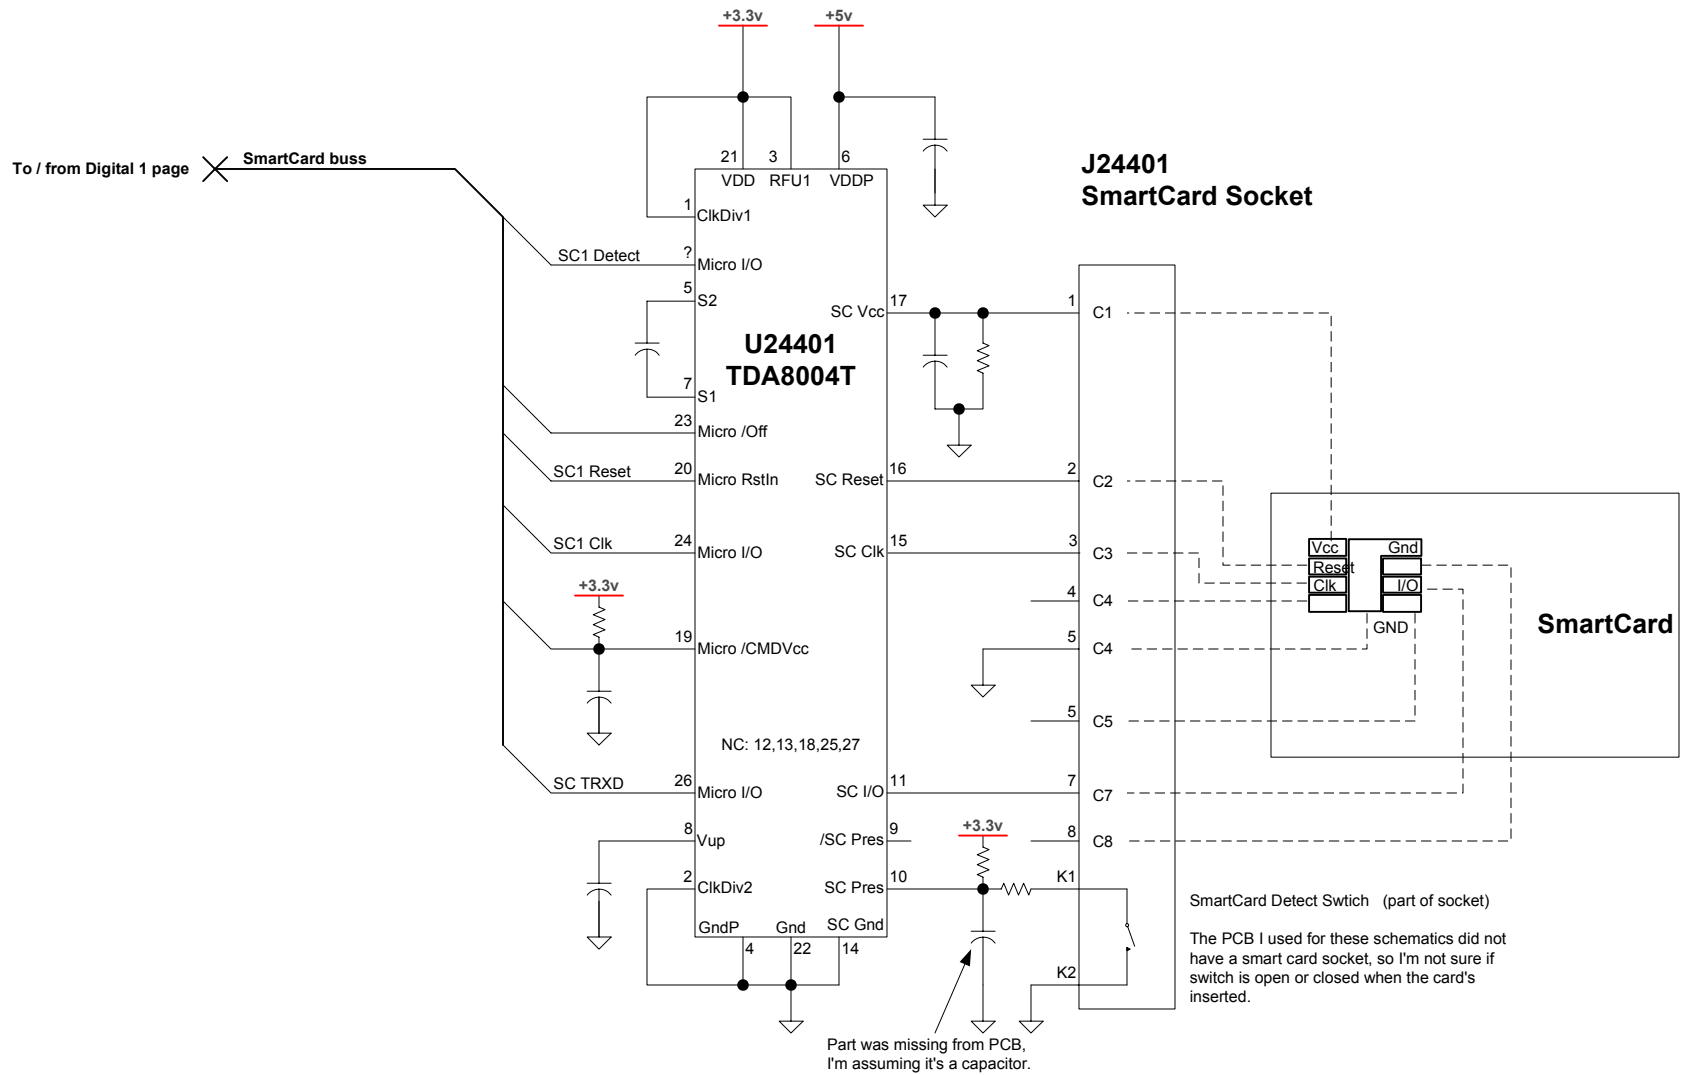 +3.3v
+5v
To / from Digital 1 page
SmartCard buss
J24401
SmartCard Socket
21
3
6
VDD
RFU1
VDDP
1
ClkDiv1
SC1 Detect
?
Micro I/O
5
S2
SC Vcc
17
1
C1
U24401
TDA8004T
7
S1
23
Micro /Off
SC1 Reset
20
Micro RstIn
SC Reset
16
2
C2
SC1 Clk
24
Micro I/O
SC Clk
15
3
C3
Vcc
Gnd
Reset
Clk
I/O
GND
SmartCard
+3.3v
4
C4
19
Micro /CMDVcc
5
C4
5
C5
NC: 12,13,18,25,27
SC TRXD
26
Micro I/O
SC I/O
11
7
C7
8
Vup
/SC Pres
9
+3.3v
8
C8
2
ClkDiv2
SC Pres
10
K1
GndP
Gnd
SC Gnd
4
22
14
K2
SmartCard Detect Swtich (part of socket)
The PCB I used for these schematics did not
have a smart card socket, so I'm not sure if
switch is open or closed when the card's
inserted.
Part was missing from PCB,
I'm assuming it's a capacitor.